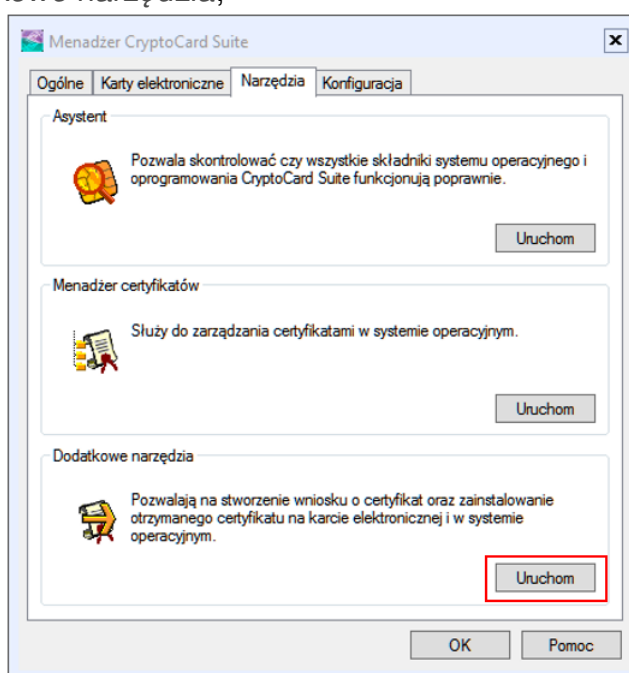 narzędzia,
Menadżer CryptoCard Suite
Ogólne Karty elektroniczne Narzędzia Konfiguracja
Asystent
Pozwala skontrolować czy wszystkie składniki systemu operacyjnego i
oprogramowania CryptoCard Suite funkcjonują poprawnie.
Uruchom
Menadżer certyfikatów
Służy do zarządzania certyfikatami w systemie operacyjnym.
Uruchom
Dodatkowe narzędzia
Pozwalają na stworzenie wniosku o certyfikat oraz zainstalowanie
otrzymanego certyfikatu na karcie elektronicznej i w systemie
operacyjnym.
Uruchom
OK Pomoc